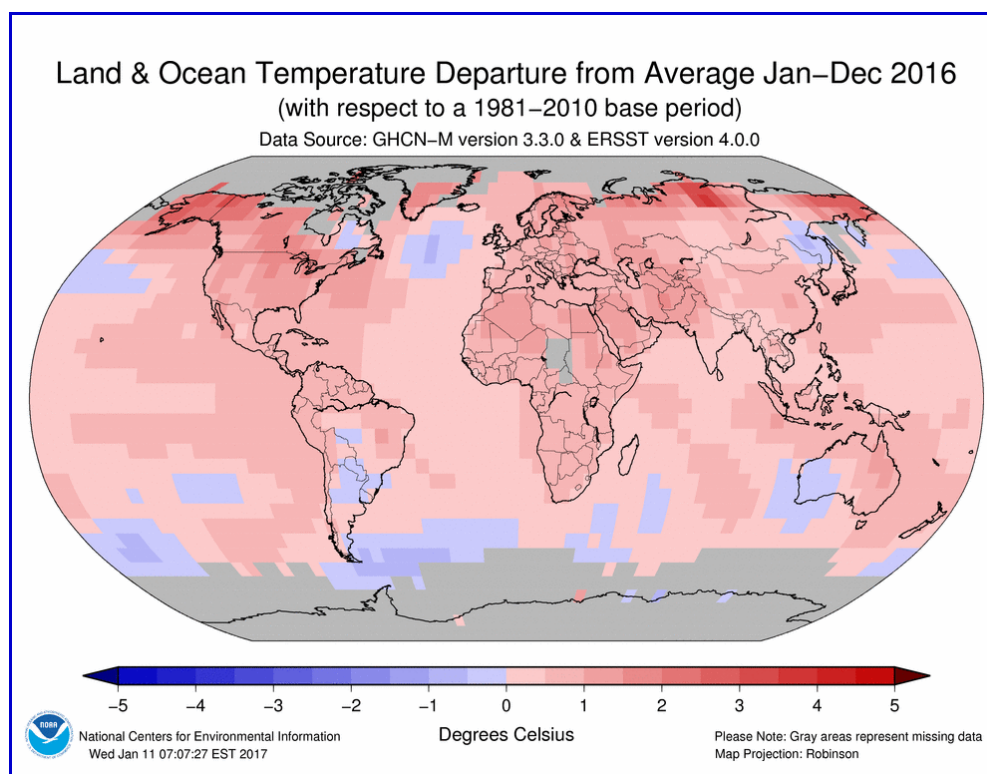 Land & Ocean Temperature Departure from Average Jan–Dec 2016
(with respect to a 1981–2010 base period)
Data Source: GHCN–M version 3.3.0 & ERSST version 4.0.0
−5 −4 −3 −2 −1 0 1 2 3 4 5
Degrees Celsius
NOAA
National Centers for Environmental Information
Wed Jan 11 07:07:27 EST 2017
Please Note: Gray areas represent missing data
Map Projection: Robinson